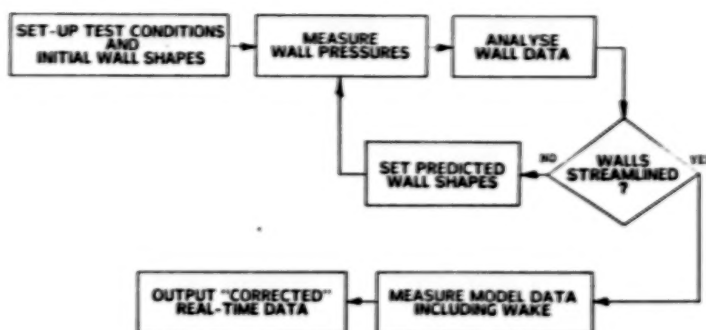 SET-UP TEST CONDITIONS
AND
INITIAL WALL SHAPES
MEASURE
WALL PRESSURES
ANALYSE
WALL DATA
WALLS
STREAMLINED
?
NO
YES
SET PREDICTED
WALL SHAPES
MEASURE MODEL DATA
INCLUDING WAKE
OUTPUT "CORRECTED"
REAL-TIME DATA